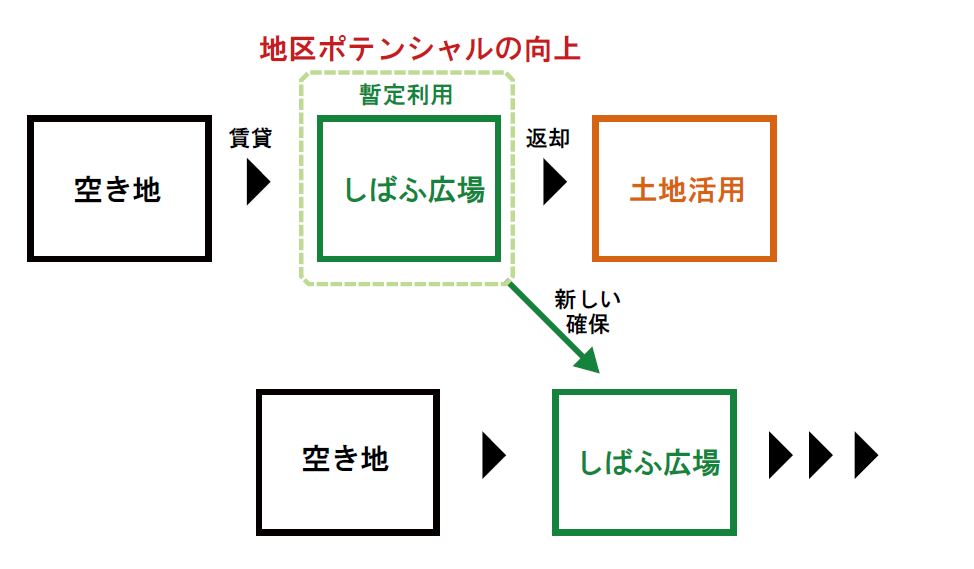 地区ポテンシャルの向上
暫定利用
空き地
賃貸
しばふ広場
返却
土地活用
新しい
確保
空き地
しばふ広場